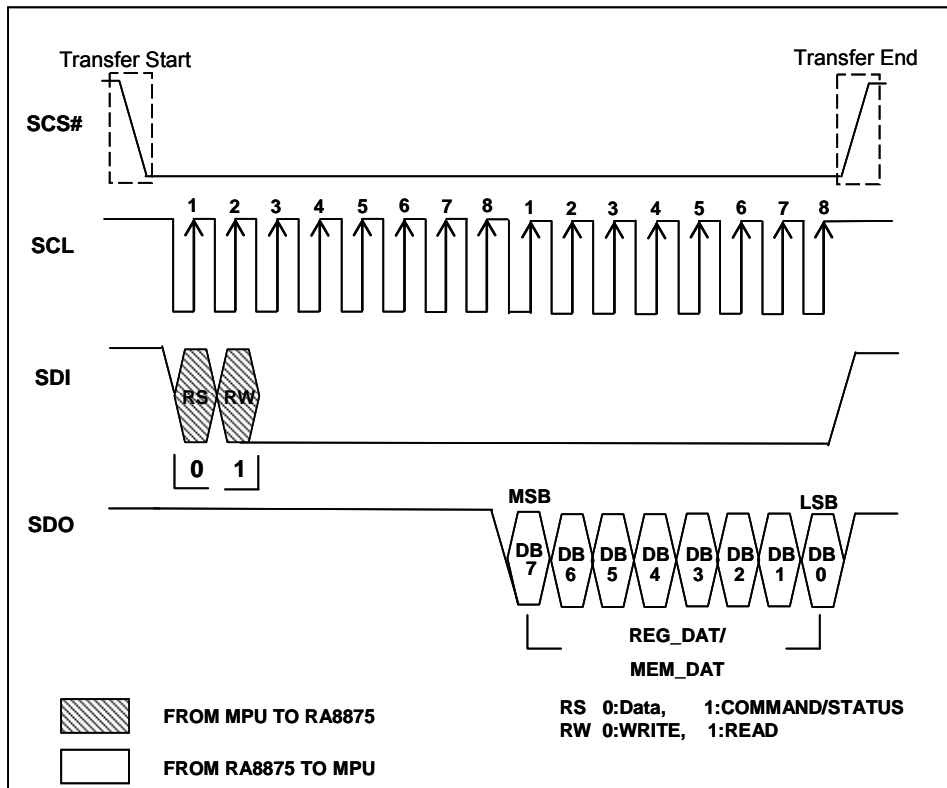 Transfer Start
Transfer End
SCS#
1 2 3 4 5 6 7 8 1 2 3 4 5 6 7 8
SCL
SDI
RS RW
0 1
MSB
LSB
SDO
DB 7 DB 6 DB 5 DB 4 DB 3 DB 2 DB 1 DB 0
REG_DAT/
MEM_DAT
FROM MPU TO RA8875
RS 0:Data, 1:COMMAND/STATUS
RW 0:WRITE, 1:READ
FROM RA8875 TO MPU